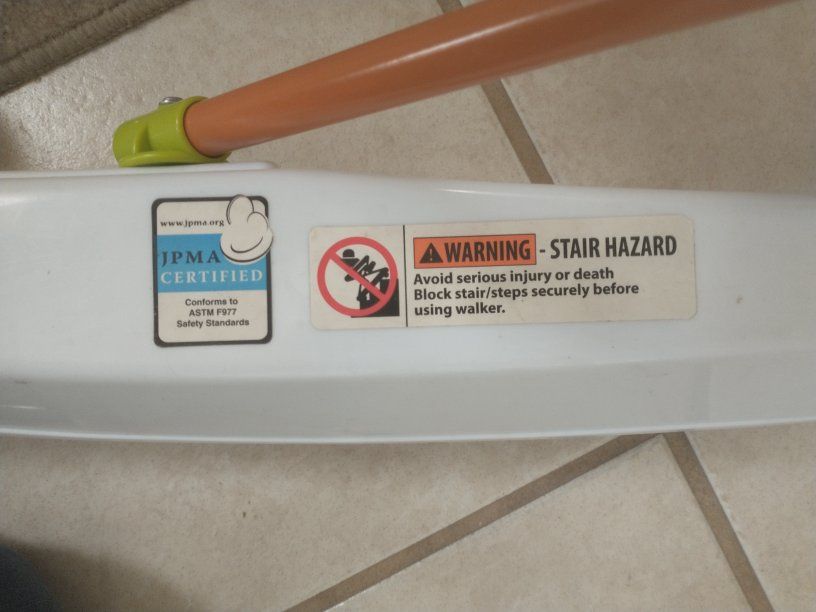 www.jpma.org
JPMA
CERTIFIED
Conforms to
ASTM F977
Safety Standards
WARNING - STAIR HAZARD
Avoid serious injury or death
Block stair/steps securely before
using walker.